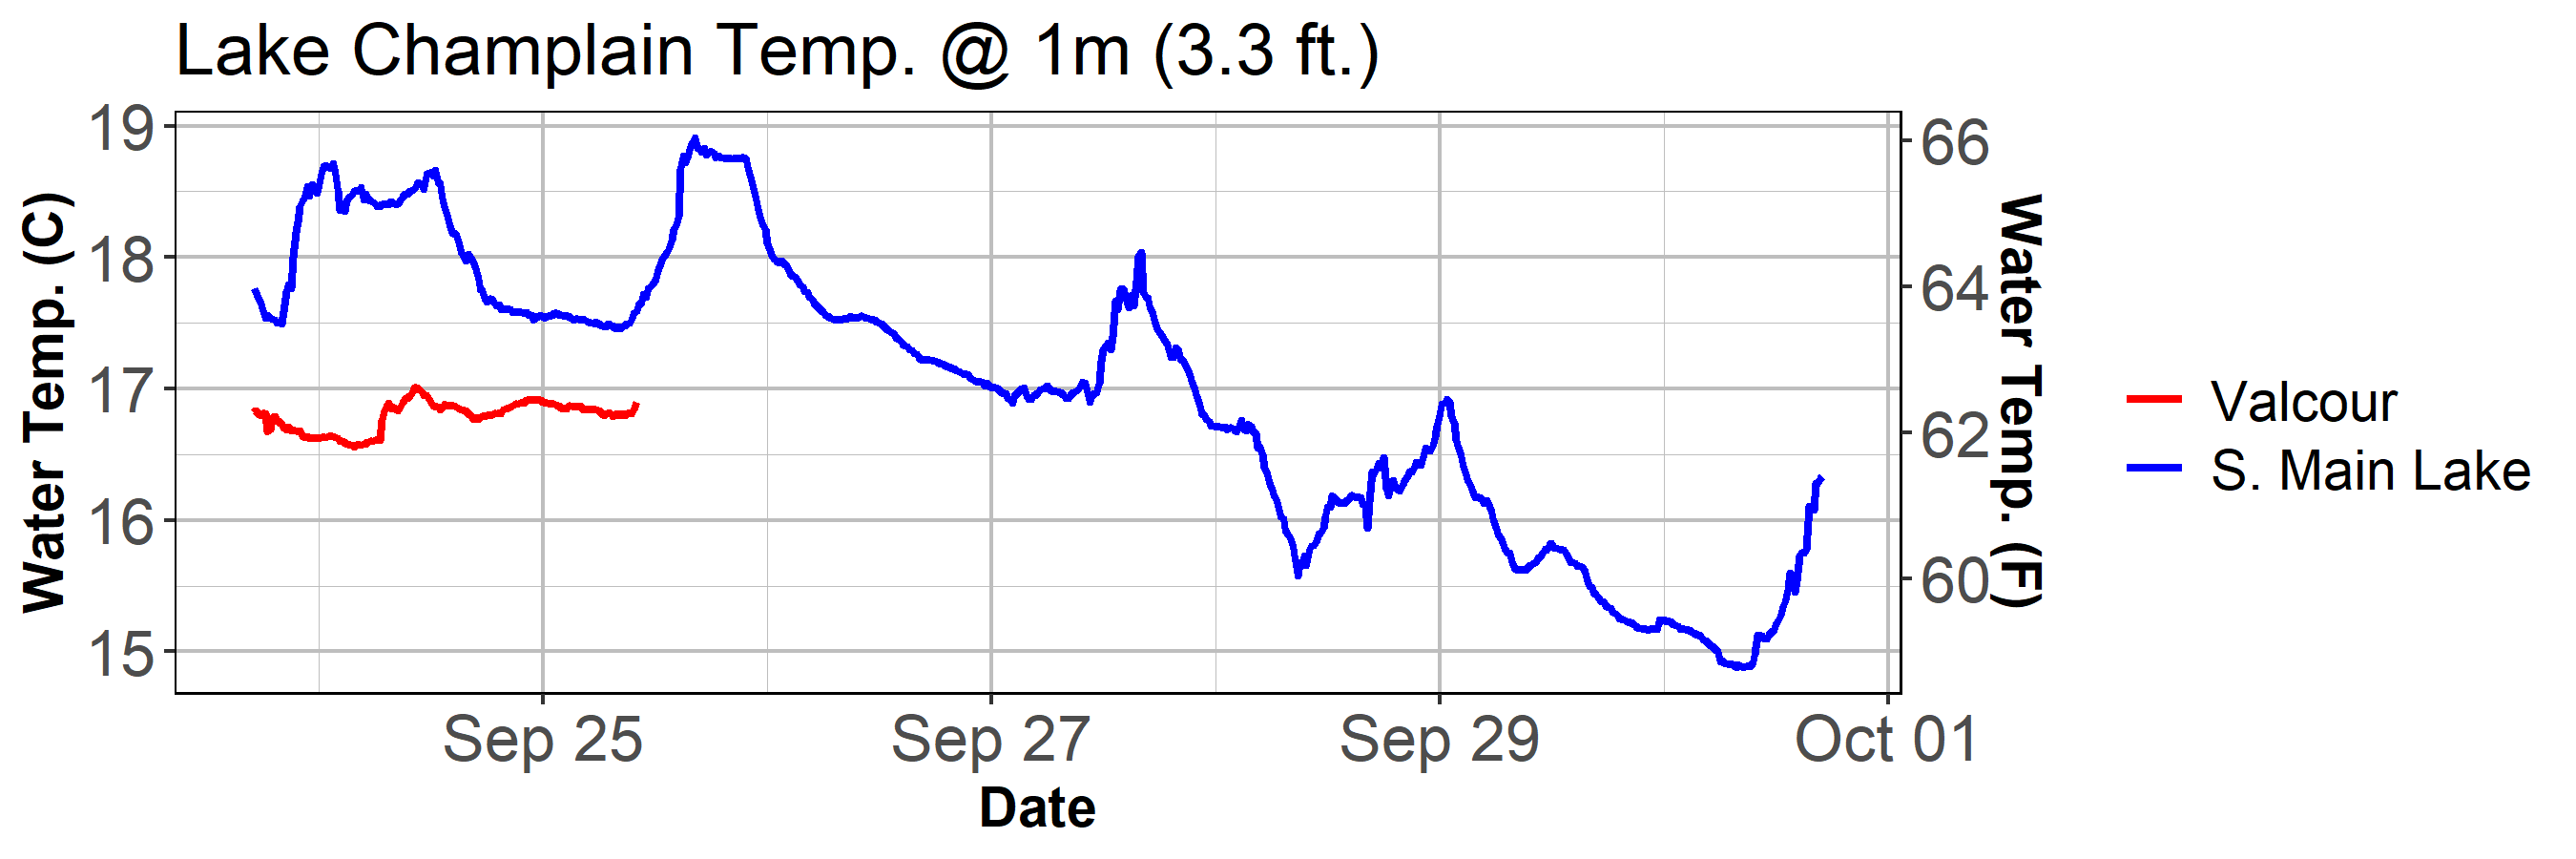 Lake Champlain Temp. @ 1m (3.3 ft.)
19
18
17
16
15
Water Temp. (C)
66
64
62
60
Water Temp. (F)
Sep 25
Sep 27
Sep 29
Oct 01
Date
Valcour
S. Main Lake